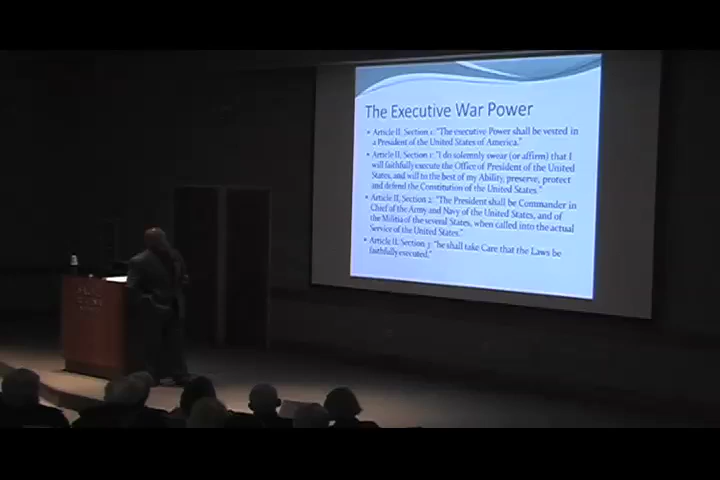 The Executive War Power
• Article II, Section 1: "The executive Power shall be vested in
a President of the United States of America."
• Article II, Section 1: "I do solemnly swear (or affirm) that I
will faithfully execute the Office of President of the United
States, and will to the best of my Ability, preserve, protect
and defend the Constitution of the United States."
• Article II, Section 2: "The President shall be Commander in
Chief of the Army and Navy of the United States, and of
the Militia of the several States, when called into the actual
Service of the United States."
• Article II, Section 3: "he shall take Care that the Laws be
faithfully executed."